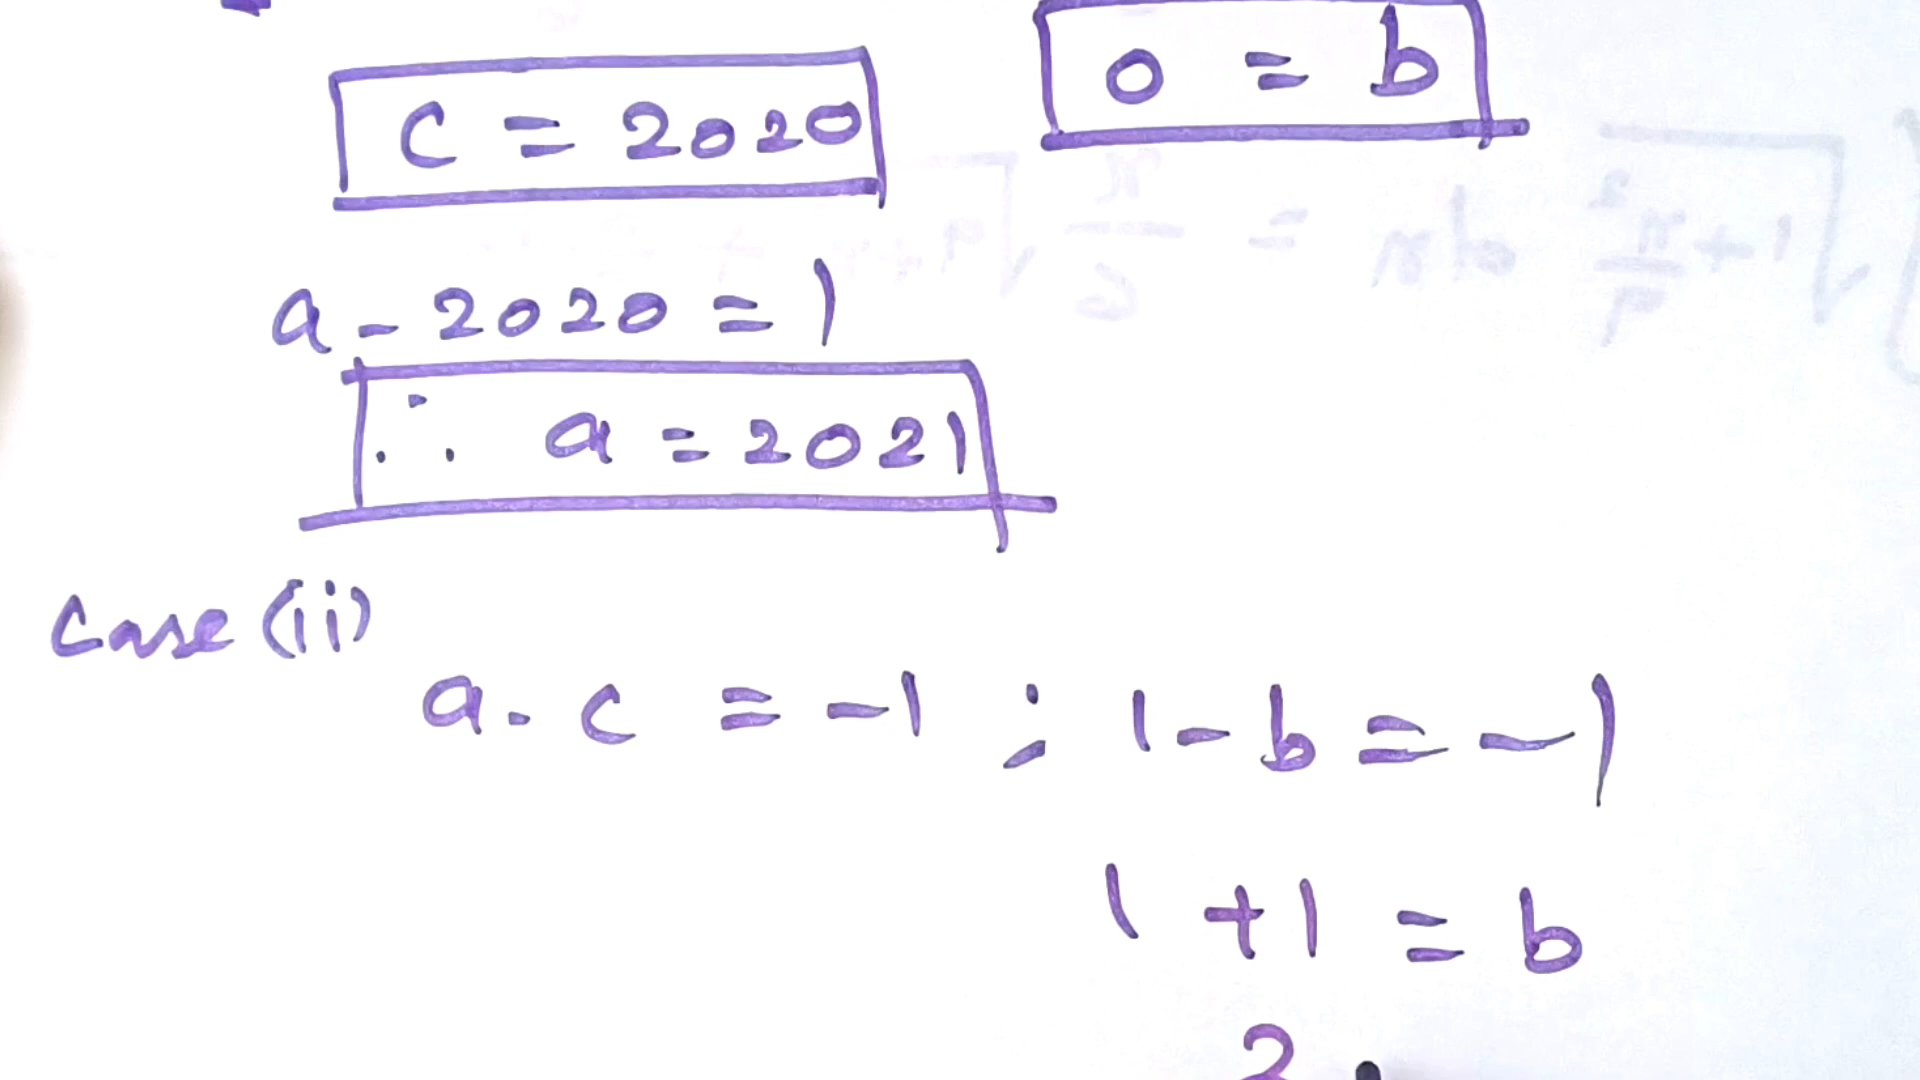 c = 2020
0 = b
a - 2020 = 1
∴ a = 2021
Case (ii)
a - c = -1 ; 1 - b = -1
1 + 1 = b
2